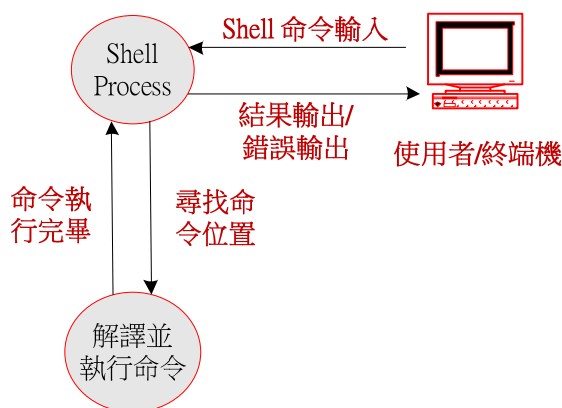 Shell 命令輸入
Shell
Process
結果輸出/
錯誤輸出
使用者/終端機
命令執
行完畢
尋找命
令位置
解譯並
執行命令